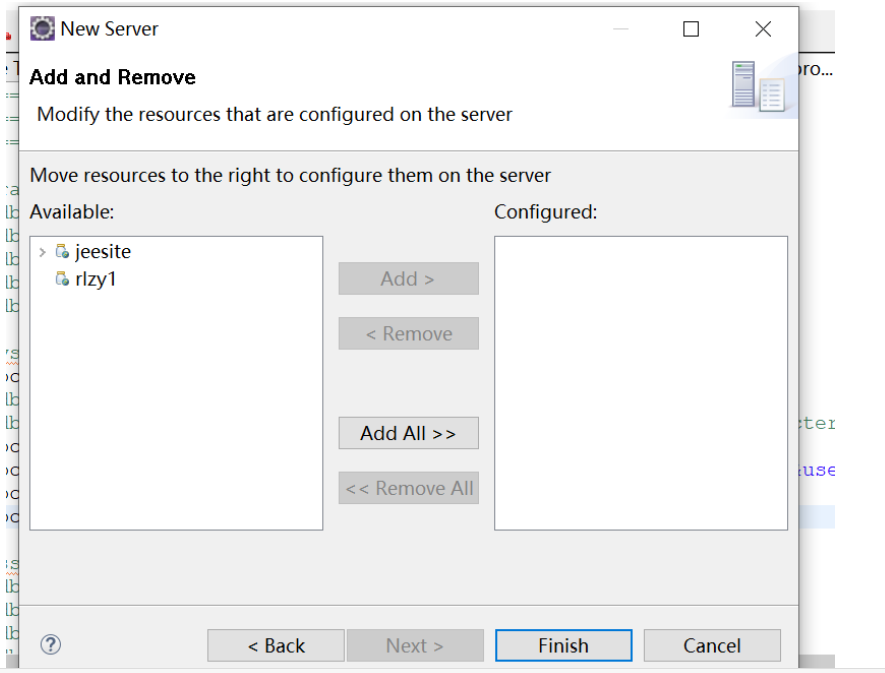 New Server
Add and Remove
Modify the resources that are configured on the server
Move resources to the right to configure them on the server
Available:
Configured:
jeesite
rlzy1
Add >
< Remove
Add All >>
<< Remove All
< Back
Next >
Finish
Cancel